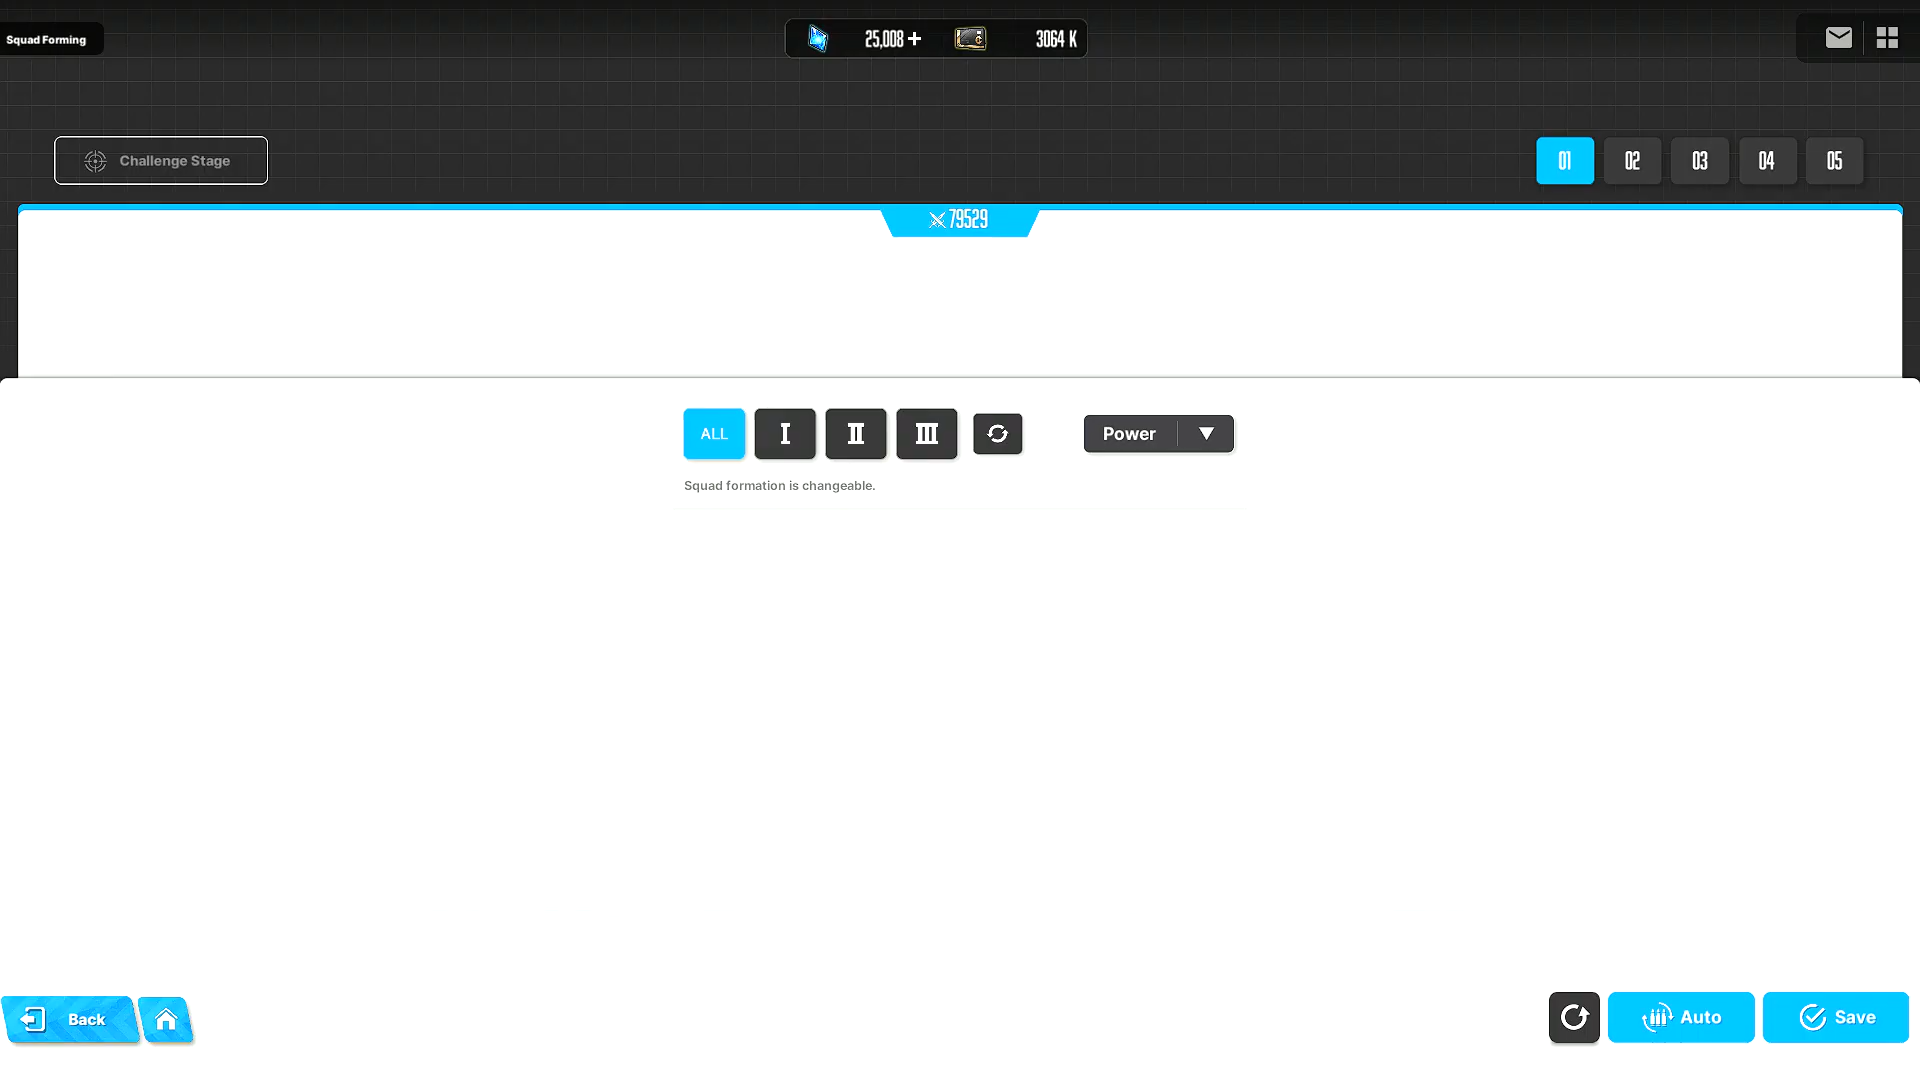 Squad Forming
25,008 +
3064 K
Challenge Stage
01 02 03 04 05
79529
ALL I II III
Power
Squad formation is changeable.
Back
Auto
Save